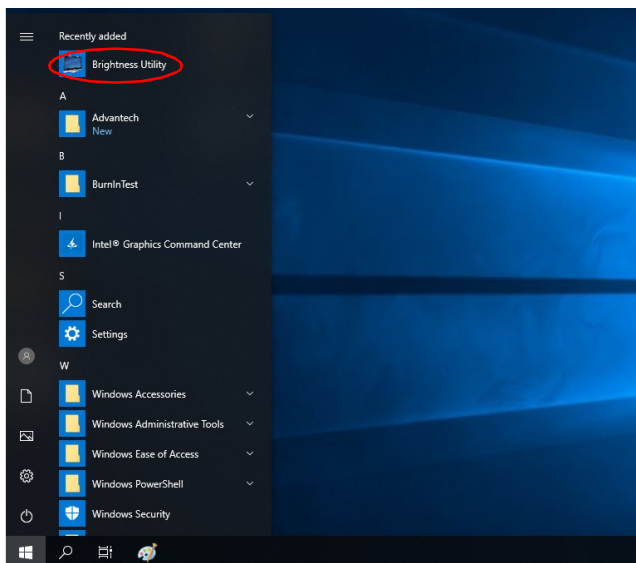 Recently added
Brightness Utility
A
Advantech
New
B
BurnInTest
I
Intel® Graphics Command Center
S
Search
Settings
W
Windows Accessories
Windows Administrative Tools
Windows Ease of Access
Windows PowerShell
Windows Security